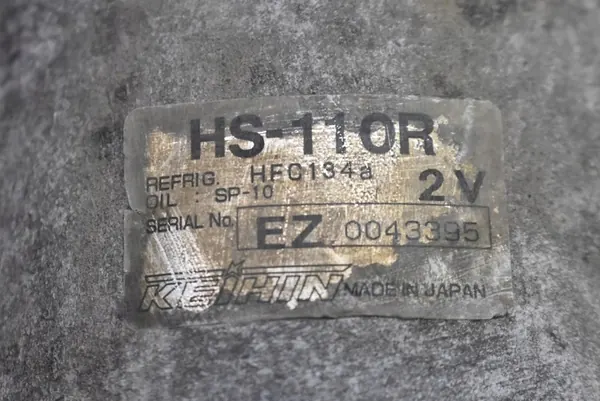 HS-110R
REFRIG. HFC134a
OIL : SP-10 2V
SERIAL No. EZ 0043395
KEIHIN MADE IN JAPAN